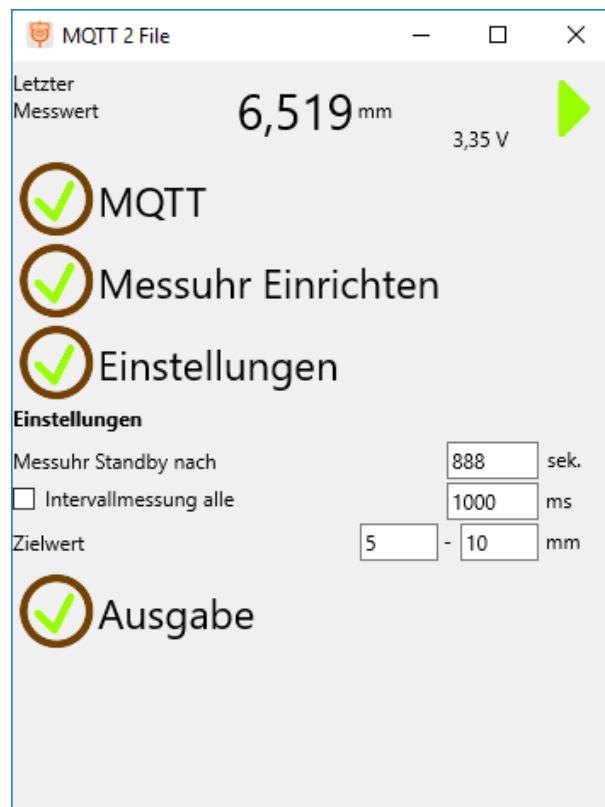 MQTT 2 File
Letzter
Messwert
6,519 mm
3,35 V
MQTT
Messuhr Einrichten
Einstellungen
Einstellungen
Messuhr Standby nach 888 sek.
Intervallmessung alle 1000 ms
Zielwert 5 - 10 mm
Ausgabe